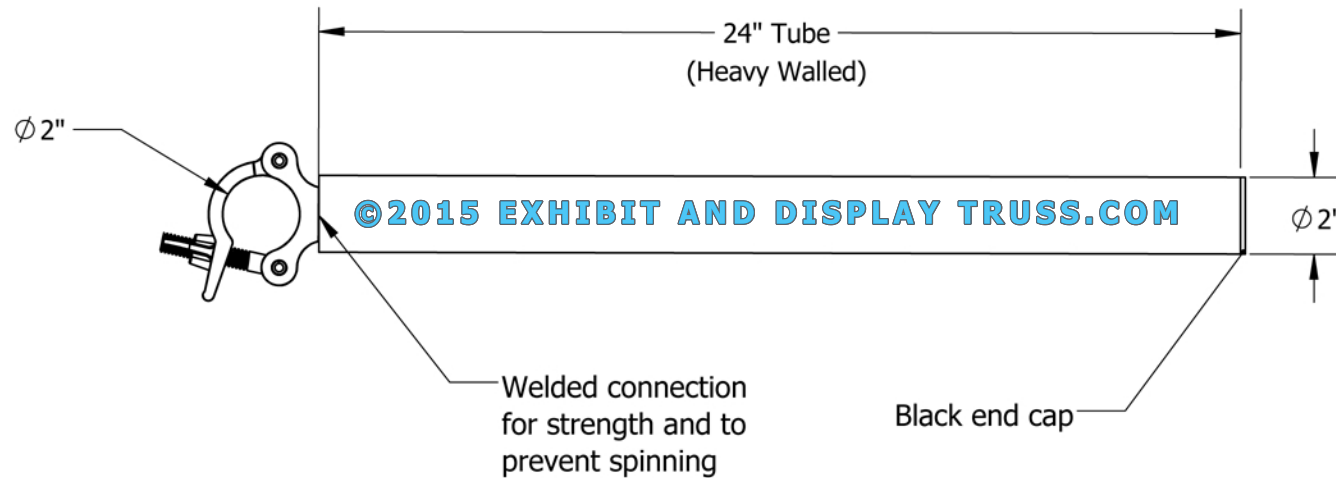 24" Tube
(Heavy Walled)
⌀2"
©2015 EXHIBIT AND DISPLAY TRUSS.COM
⌀2"
Welded connection
for strength and to
prevent spinning
Black end cap